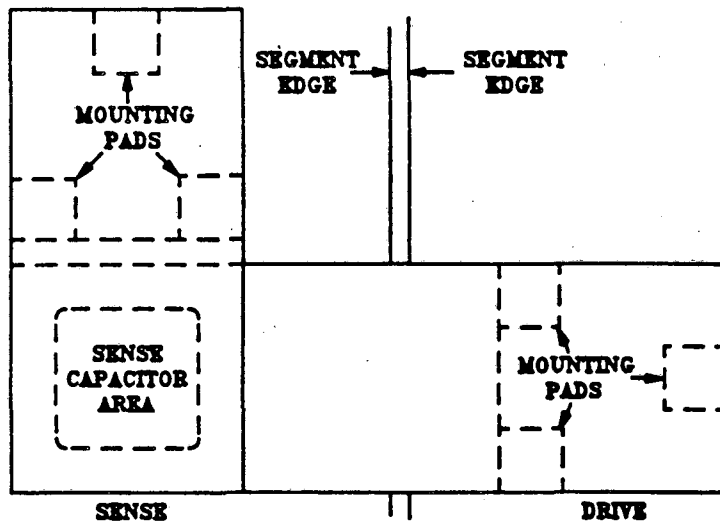 SEGMENT
EDGE
SEGMENT
EDGE
MOUNTING
PADS
SENSE
CAPACITOR
AREA
MOUNTING
PADS
SENSE
DRIVE